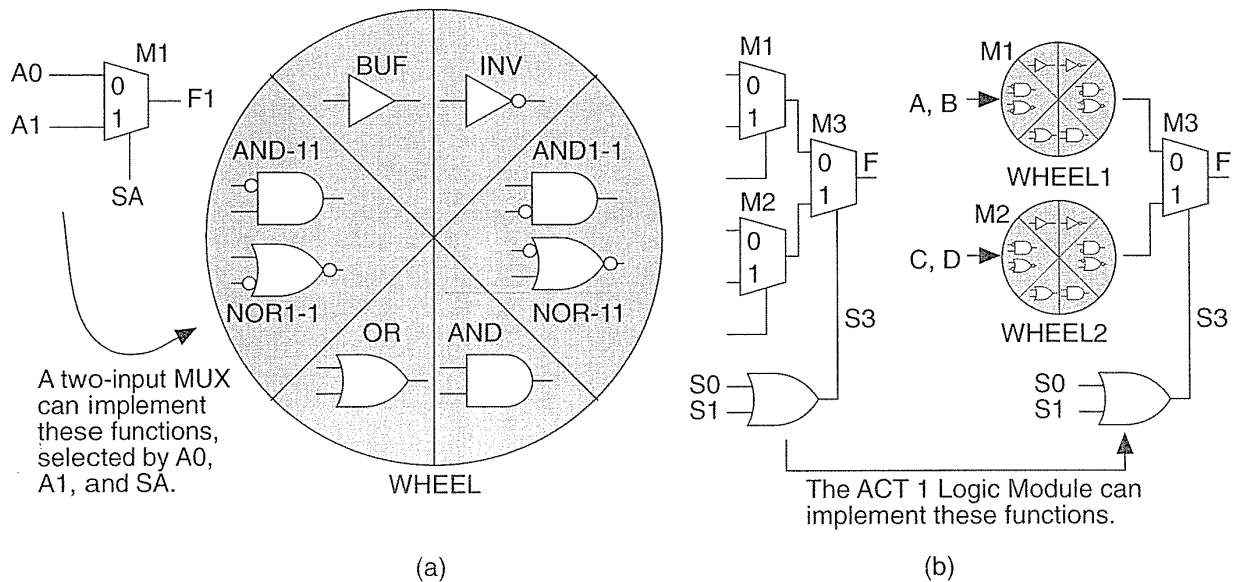 M1
A0
0
F1
A1
1
SA
BUF
INV
AND-11
AND1-1
NOR1-1
NOR-11
OR
AND
WHEEL
A two-input MUX
can implement
these functions,
selected by A0,
A1, and SA.
(a)
M1
0
1
M3
0
F
1
M2
0
1
S3
S0
S1
M1
A, B
WHEEL1
M3
0
F
1
M2
C, D
WHEEL2
S3
S0
S1
The ACT 1 Logic Module can
implement these functions.
(b)